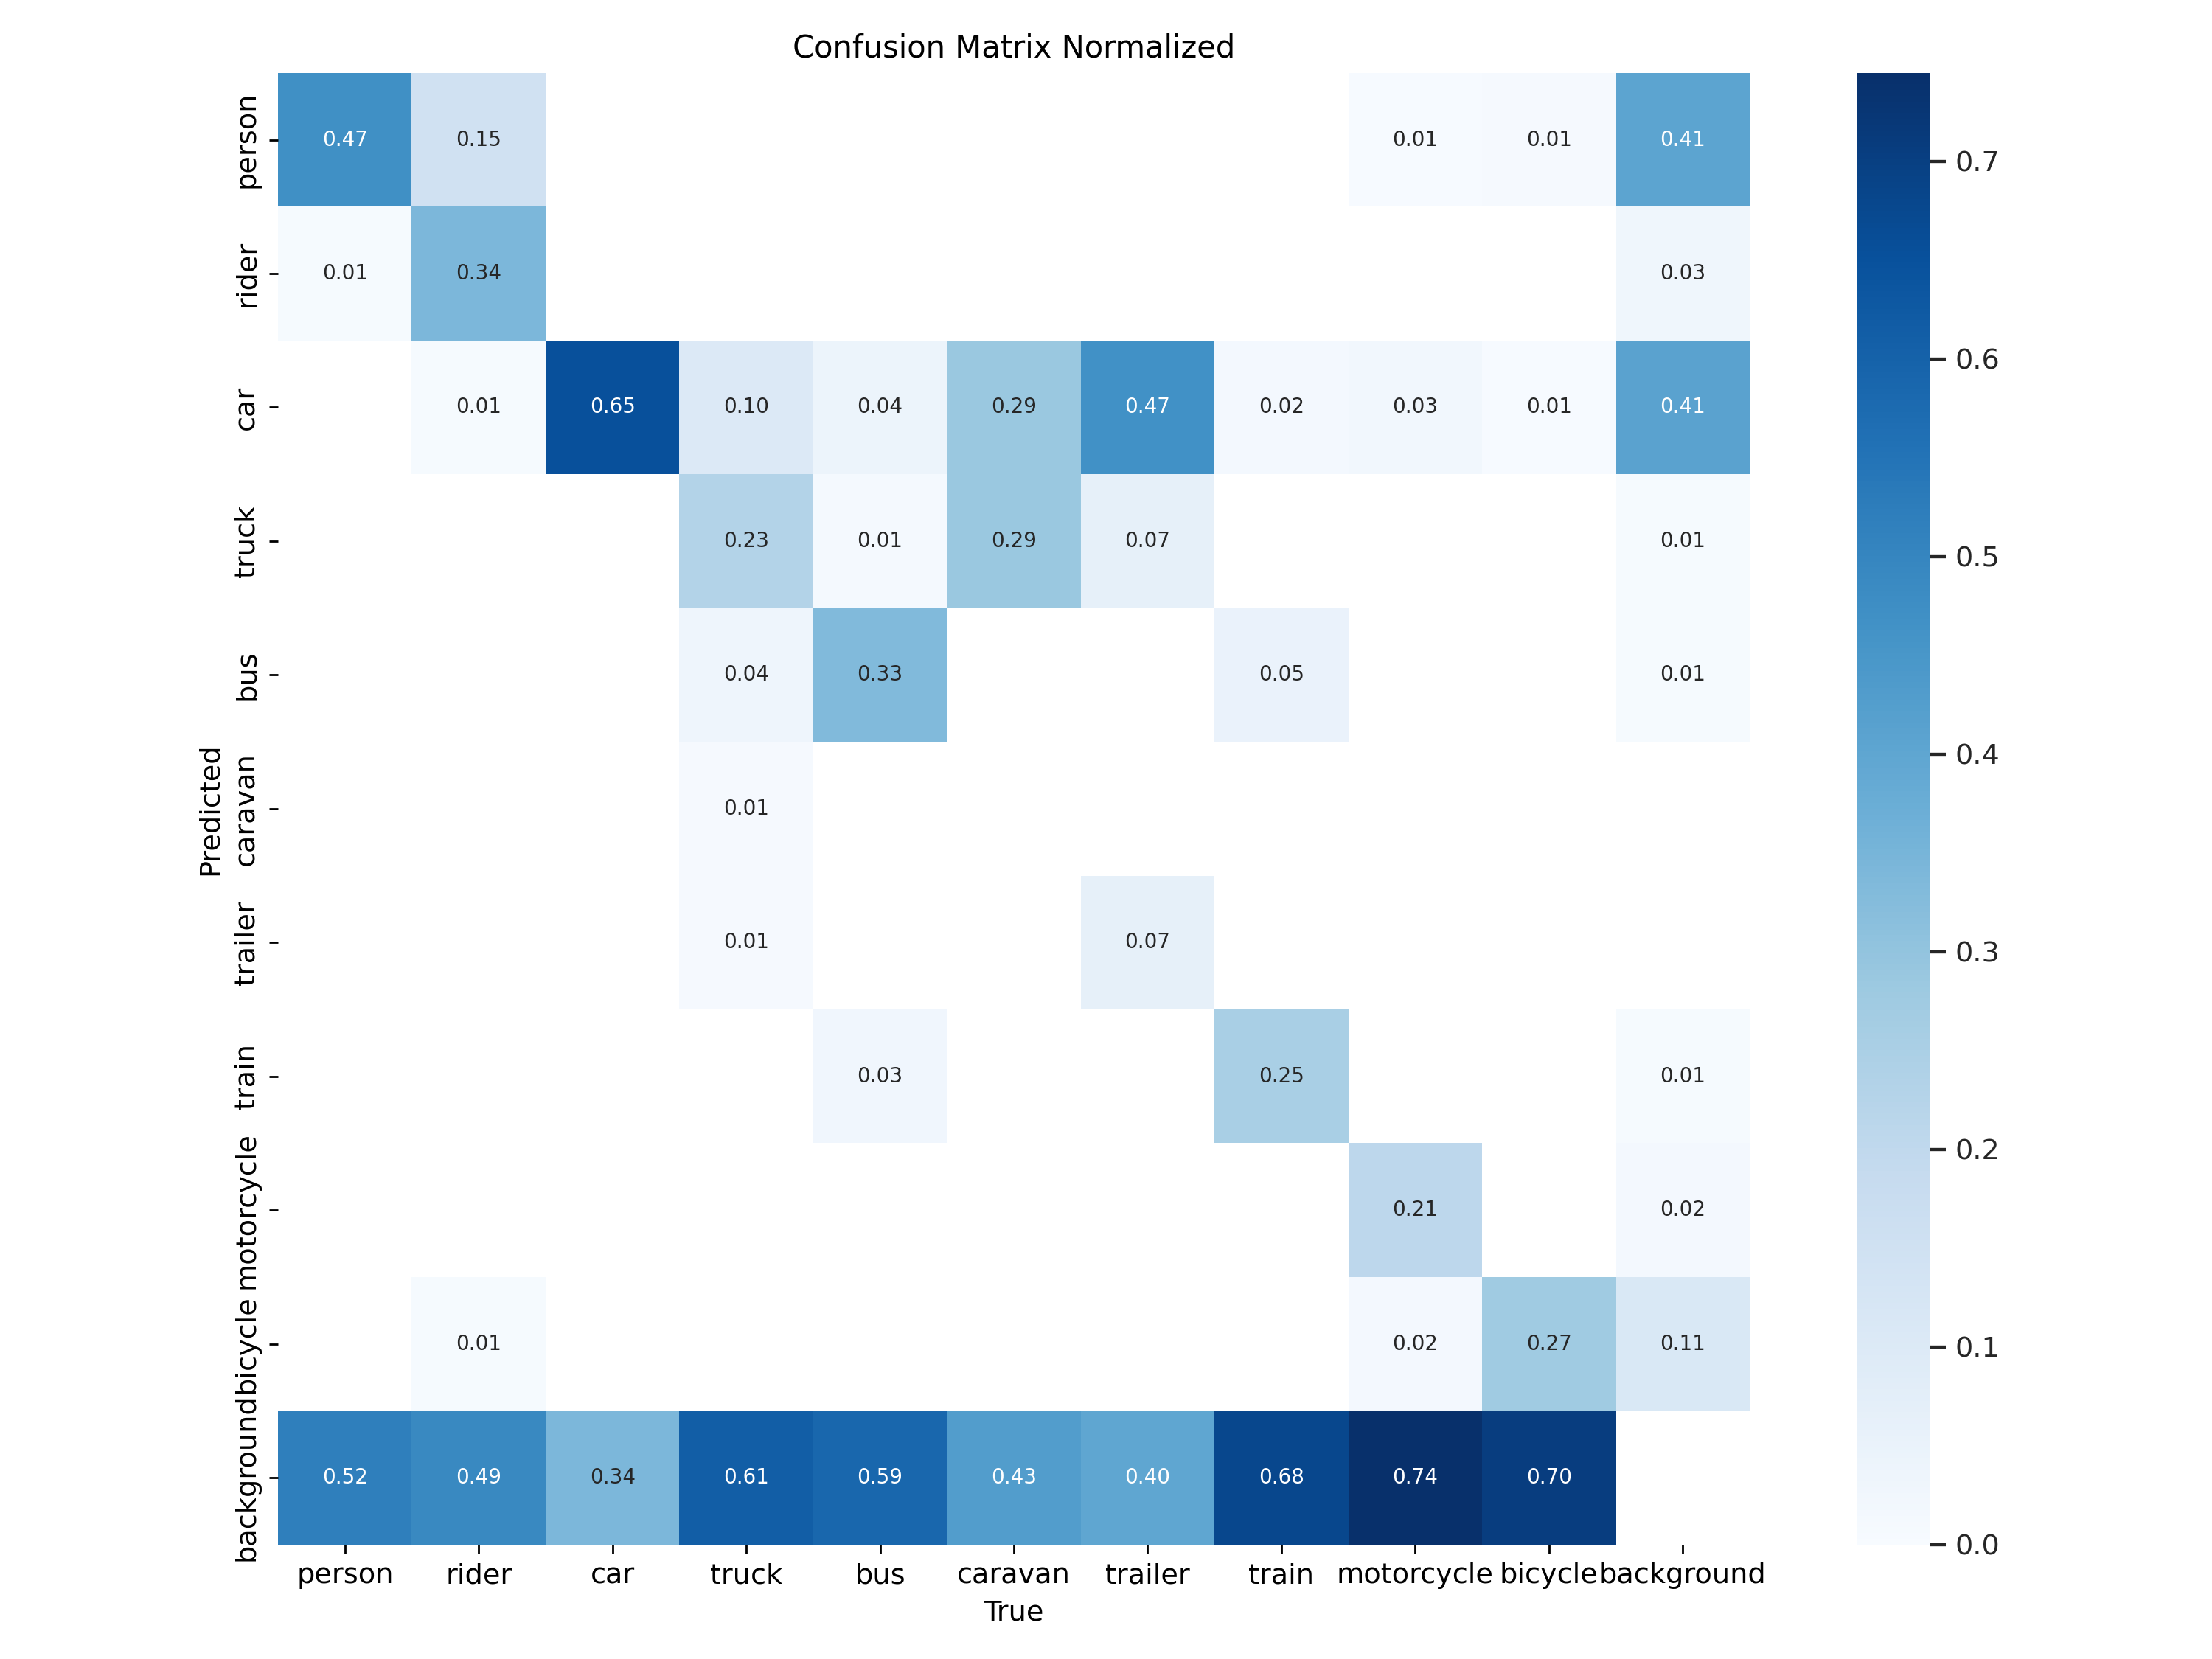 Confusion Matrix Normalized
person 0.47 0.15 0.01 0.01 0.41
rider 0.01 0.34 0.03
car 0.01 0.65 0.10 0.04 0.29 0.47 0.02 0.03 0.01 0.41
truck 0.23 0.01 0.29 0.07 0.01
bus 0.04 0.33 0.05 0.01
caravan 0.01
trailer 0.01 0.07
train 0.03 0.25 0.01
motorcycle 0.21 0.02
bicycle 0.01 0.02 0.27 0.11
background 0.52 0.49 0.34 0.61 0.59 0.43 0.40 0.68 0.74 0.70
Predicted
person rider car truck bus caravan trailer train motorcycle bicycle background
True
0.7
0.6
0.5
0.4
0.3
0.2
0.1
0.0